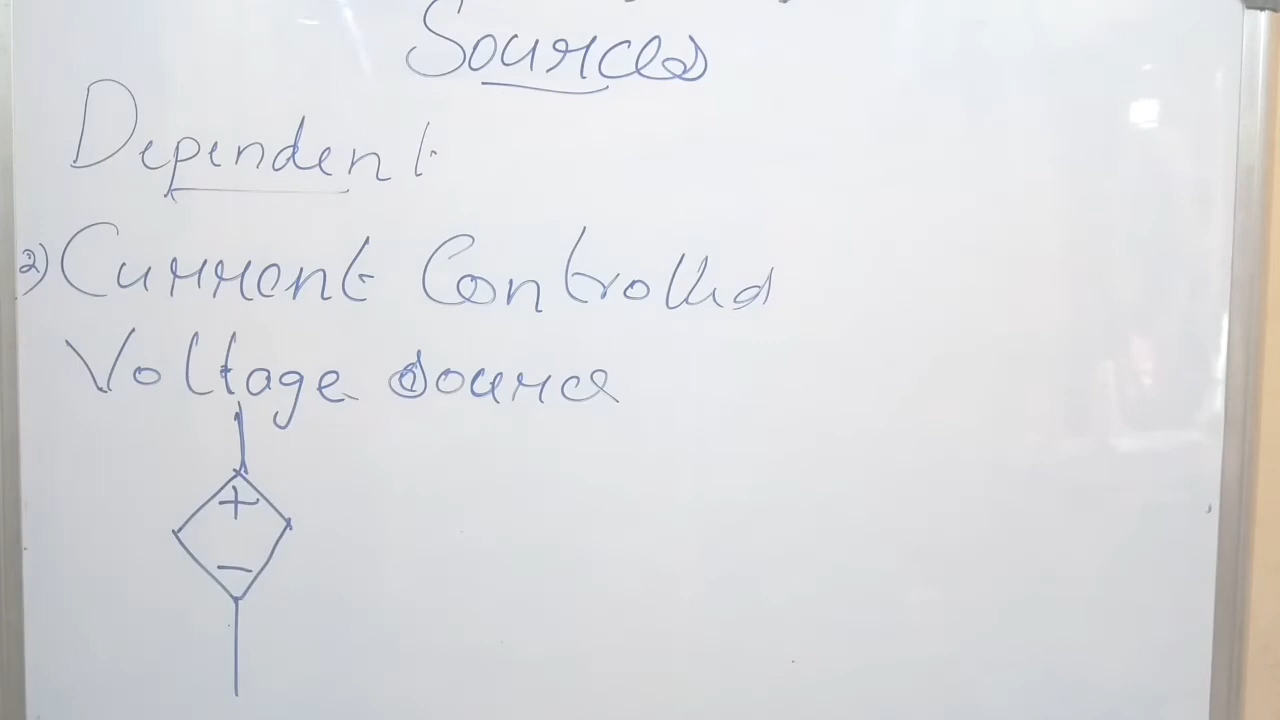 Sources
Dependent
2) Current Controlled
Voltage source
+
-